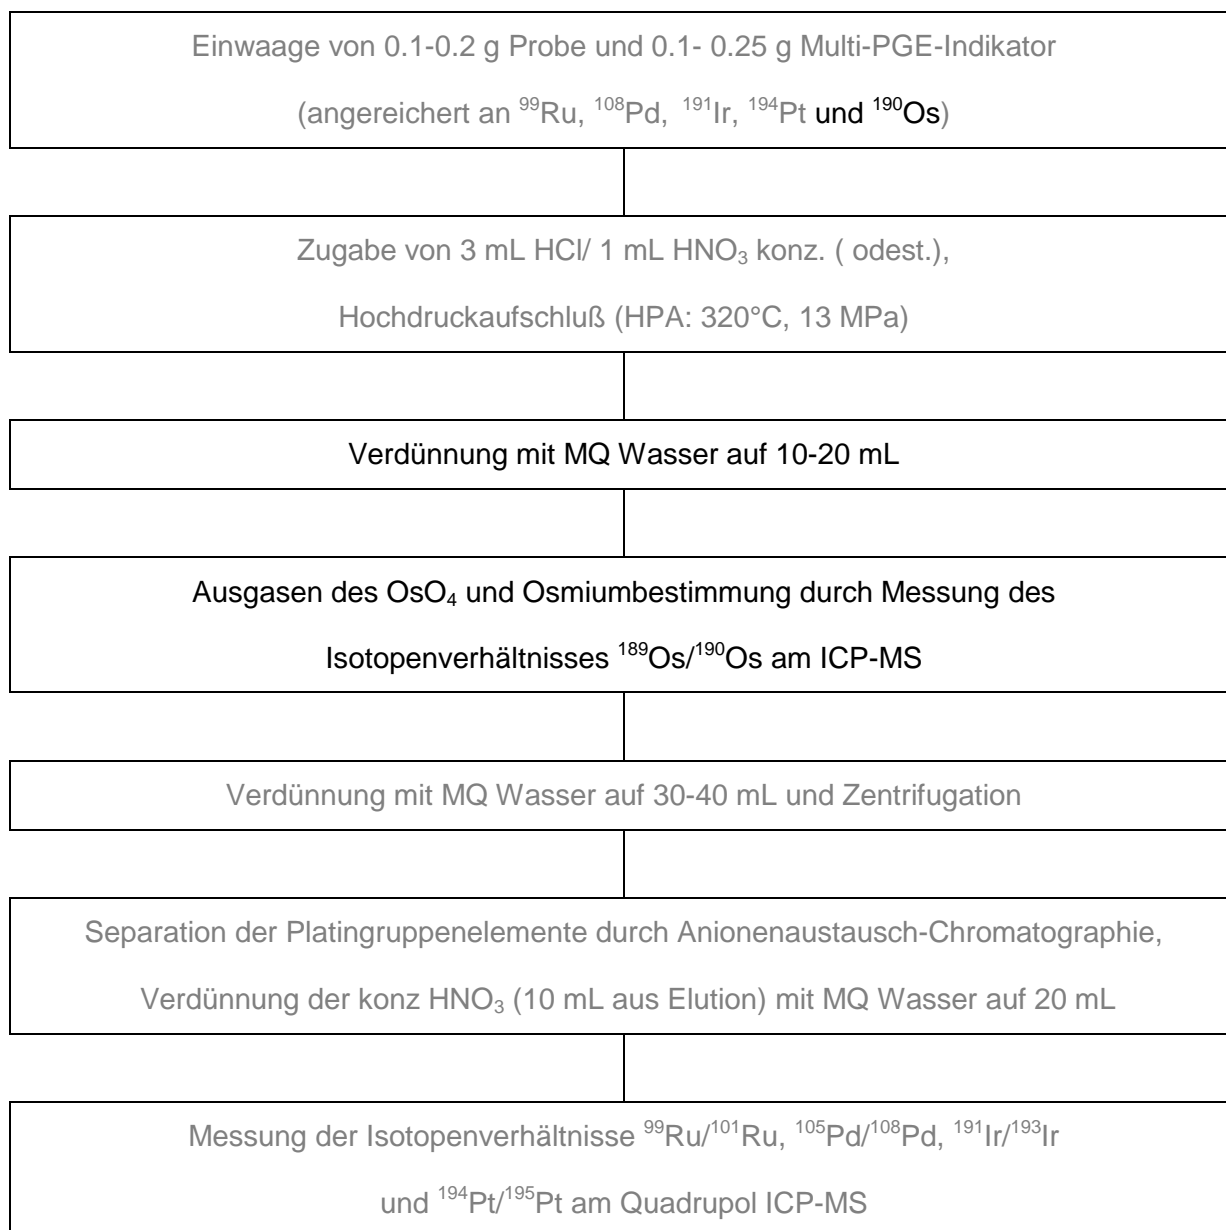 Einwaage von 0.1-0.2 g Probe und 0.1- 0.25 g Multi-PGE-Indikator
(angereichert an ⁹⁹Ru, ¹⁰⁸Pd, ¹⁹¹Ir, ¹⁹⁴Pt und ¹⁹⁰Os)
Zugabe von 3 mL HCl/ 1 mL HNO₃ konz. ( odest.),
Hochdruckaufschluß (HPA: 320°C, 13 MPa)
Verdünnung mit MQ Wasser auf 10-20 mL
Ausgasen des OsO₄ und Osmiumbestimmung durch Messung des
Isotopenverhältnisses ¹⁸⁹Os/¹⁹⁰Os am ICP-MS
Verdünnung mit MQ Wasser auf 30-40 mL und Zentrifugation
Separation der Platingruppenelemente durch Anionenaustausch-Chromatographie,
Verdünnung der konz HNO₃ (10 mL aus Elution) mit MQ Wasser auf 20 mL
Messung der Isotopenverhältnisse ⁹⁹Ru/¹⁰¹Ru, ¹⁰⁵Pd/¹⁰⁸Pd, ¹⁹¹Ir/¹⁹³Ir
und ¹⁹⁴Pt/¹⁹⁵Pt am Quadrupol ICP-MS